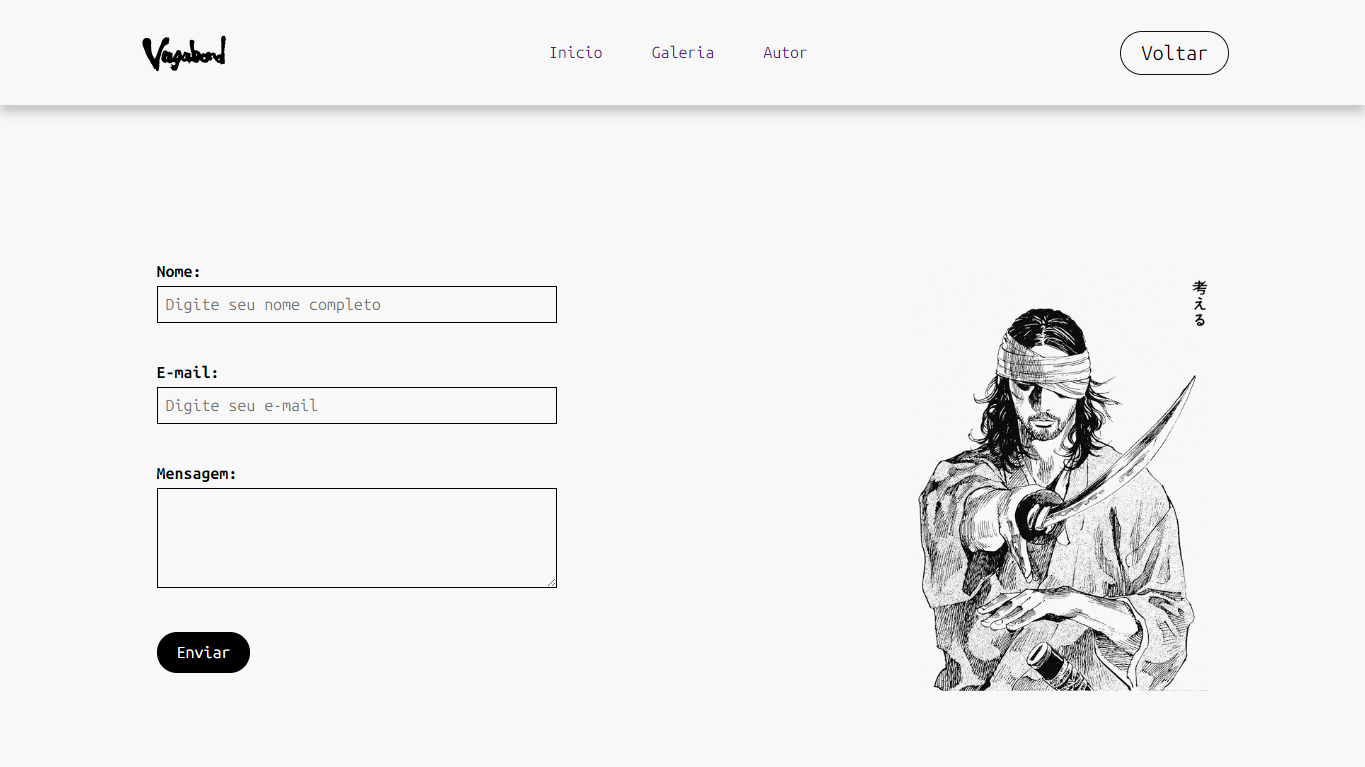 Vagabond
Inicio
Galeria
Autor
Voltar
Nome:
Digite seu nome completo
E-mail:
Digite seu e-mail
Mensagem:
Enviar
考える